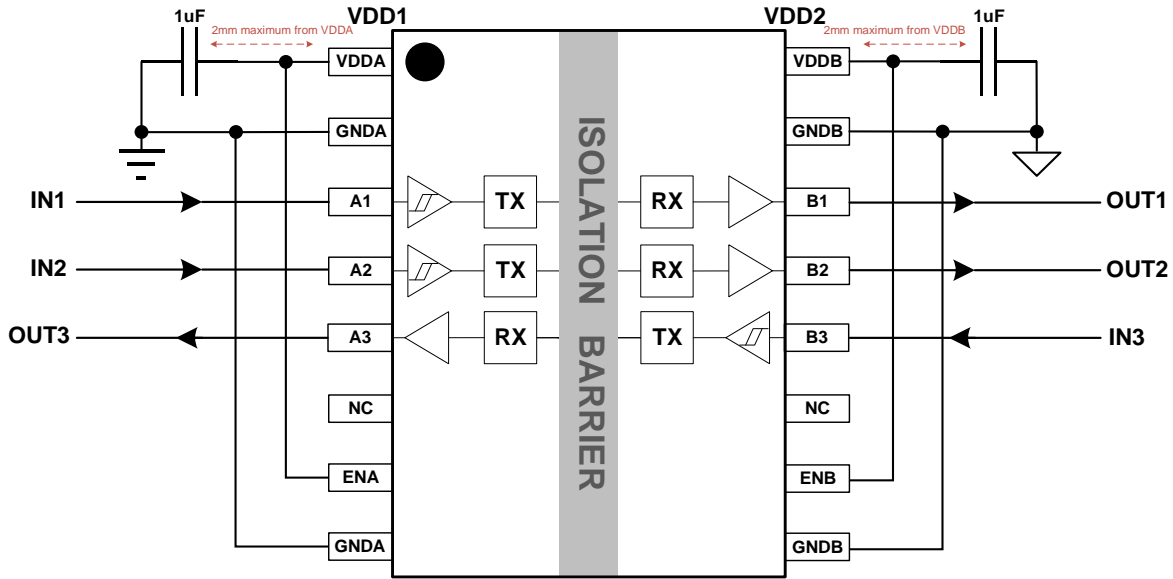 1uF VDD1 VDD2 1uF
2mm maximum from VDDA 2mm maximum from VDDB
VDDA VDDB
GNDA GNDB
ISOLATION BARRIER
IN1 A1 TX RX B1 OUT1
IN2 A2 TX RX B2 OUT2
OUT3 A3 RX TX B3 IN3
NC NC
ENA ENB
GNDA GNDB